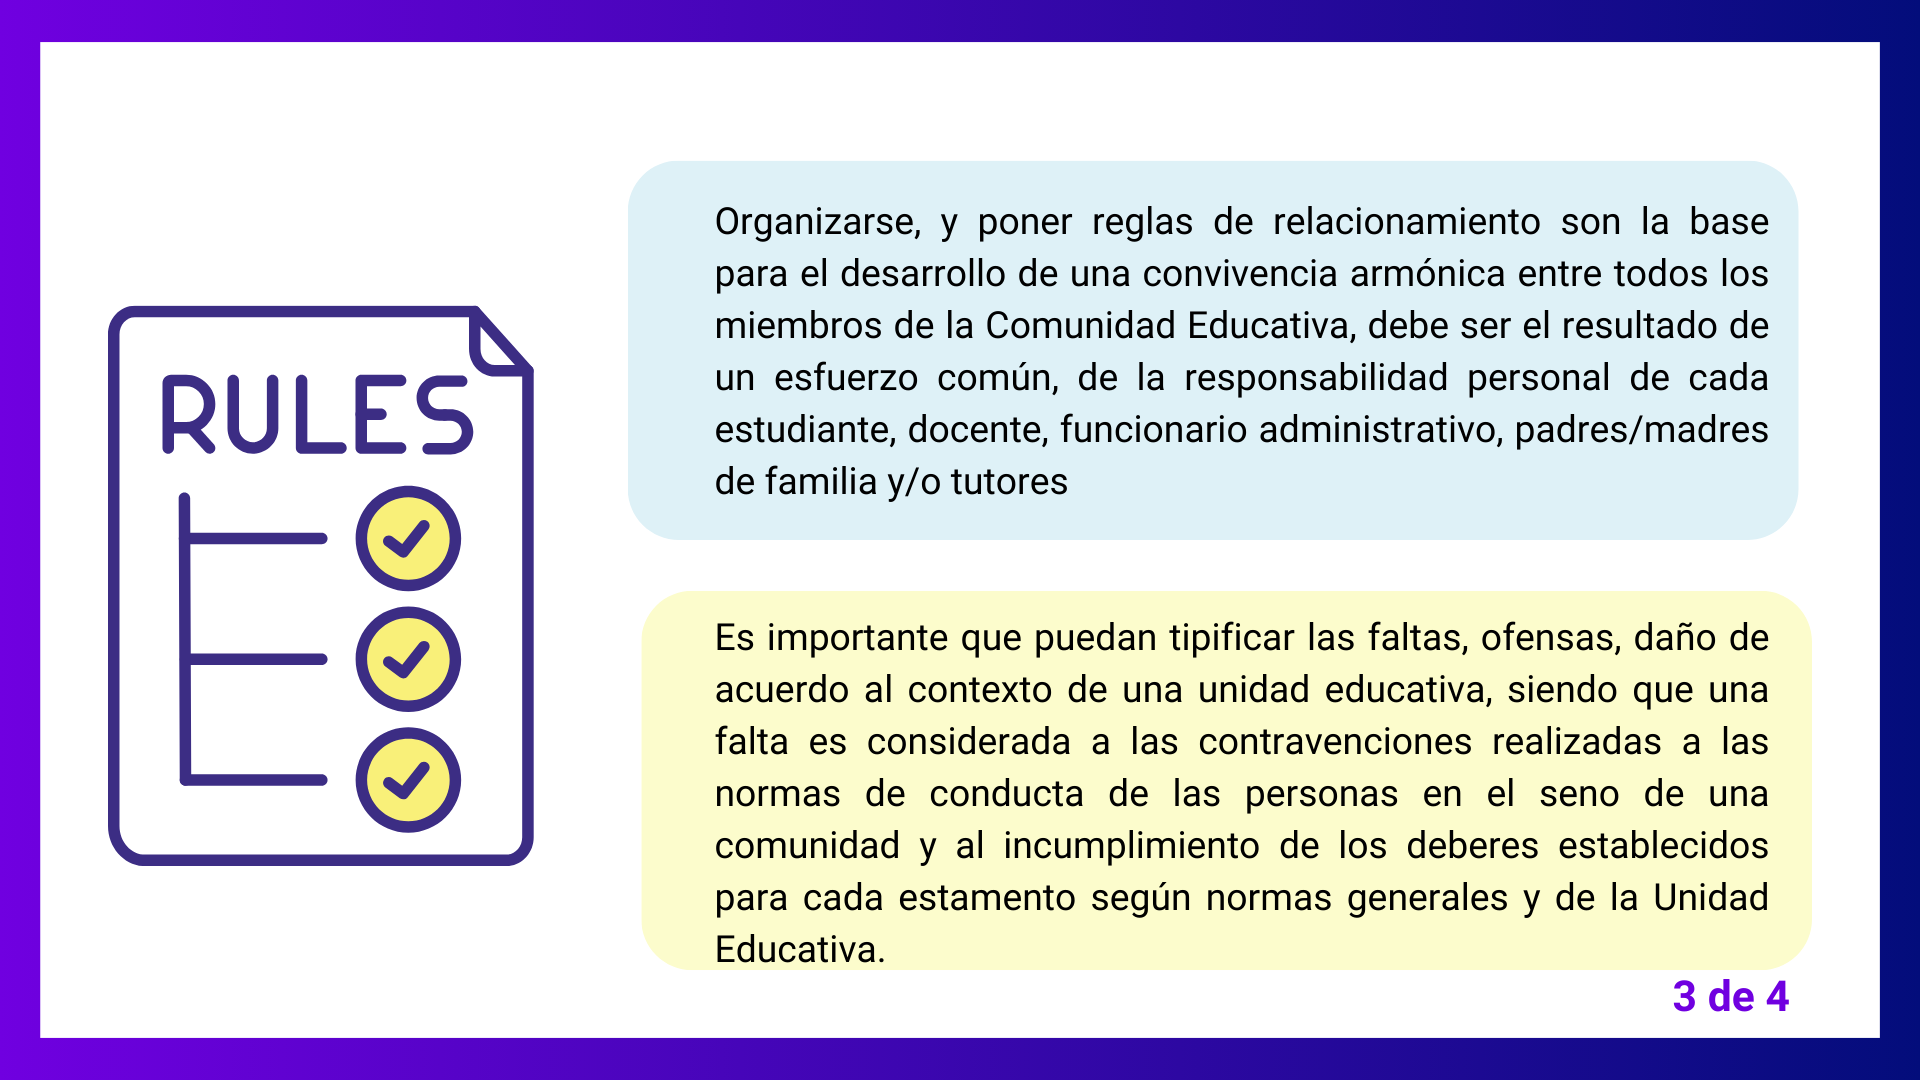 RULES
Organizarse, y poner reglas de relacionamiento son la base
para el desarrollo de una convivencia armónica entre todos los
miembros de la Comunidad Educativa, debe ser el resultado de
un esfuerzo común, de la responsabilidad personal de cada
estudiante, docente, funcionario administrativo, padres/madres
de familia y/o tutores
Es importante que puedan tipificar las faltas, ofensas, daño de
acuerdo al contexto de una unidad educativa, siendo que una
falta es considerada a las contravenciones realizadas a las
normas de conducta de las personas en el seno de una
comunidad y al incumplimiento de los deberes establecidos
para cada estamento según normas generales y de la Unidad
Educativa.
3 de 4